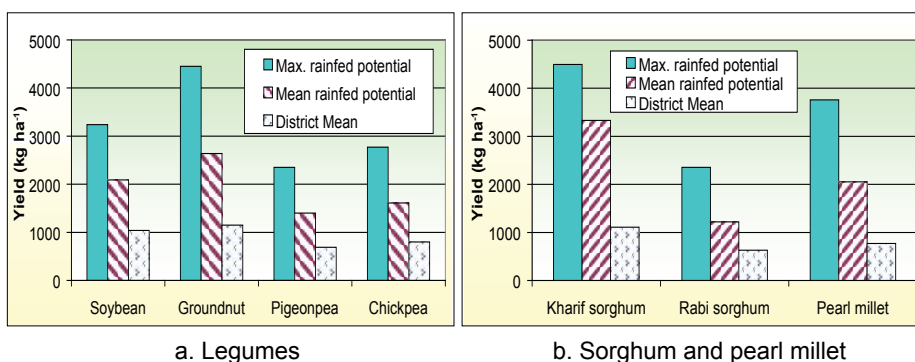 5000
4000
3000
2000
1000
0
Yield (kg ha⁻¹)
Max. rainfed potential
Mean rainfed potential
District Mean
Soybean Groundnut Pigeonpea Chickpea
a. Legumes
5000
4000
3000
2000
1000
0
Yield (kg ha⁻¹)
Max. rainfed potential
Mean rainfed potential
District Mean
Kharif sorghum Rabi sorghum Pearl millet
b. Sorghum and pearl millet